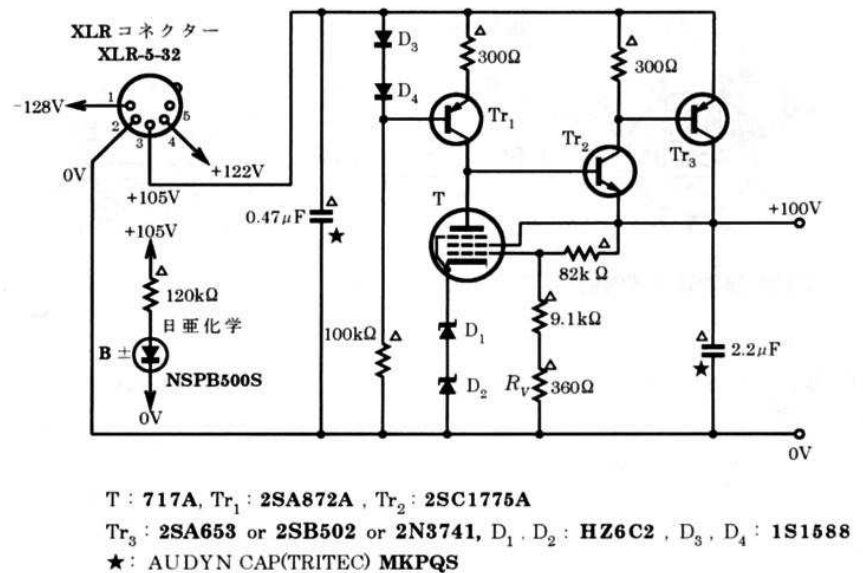 XLR コネクター
XLR-5-32
-128V
1
2
3
4
5
0V
+122V
+105V
+105V
120kΩ
日亜化学
B ±
NSPB500S
0V
0.47μF
★
D3
D4
300Ω
Tr1
300Ω
Tr2
Tr3
T
+100V
82kΩ
100kΩ
D1
D2
9.1kΩ
RV
360Ω
2.2μF
★
0V
T : 717A, Tr1 : 2SA872A , Tr2 : 2SC1775A
Tr3 : 2SA653 or 2SB502 or 2N3741, D1 . D2 : HZ6C2 , D3 , D4 : 1S1588
★ : AUDYN CAP(TRITEC) MKPQS